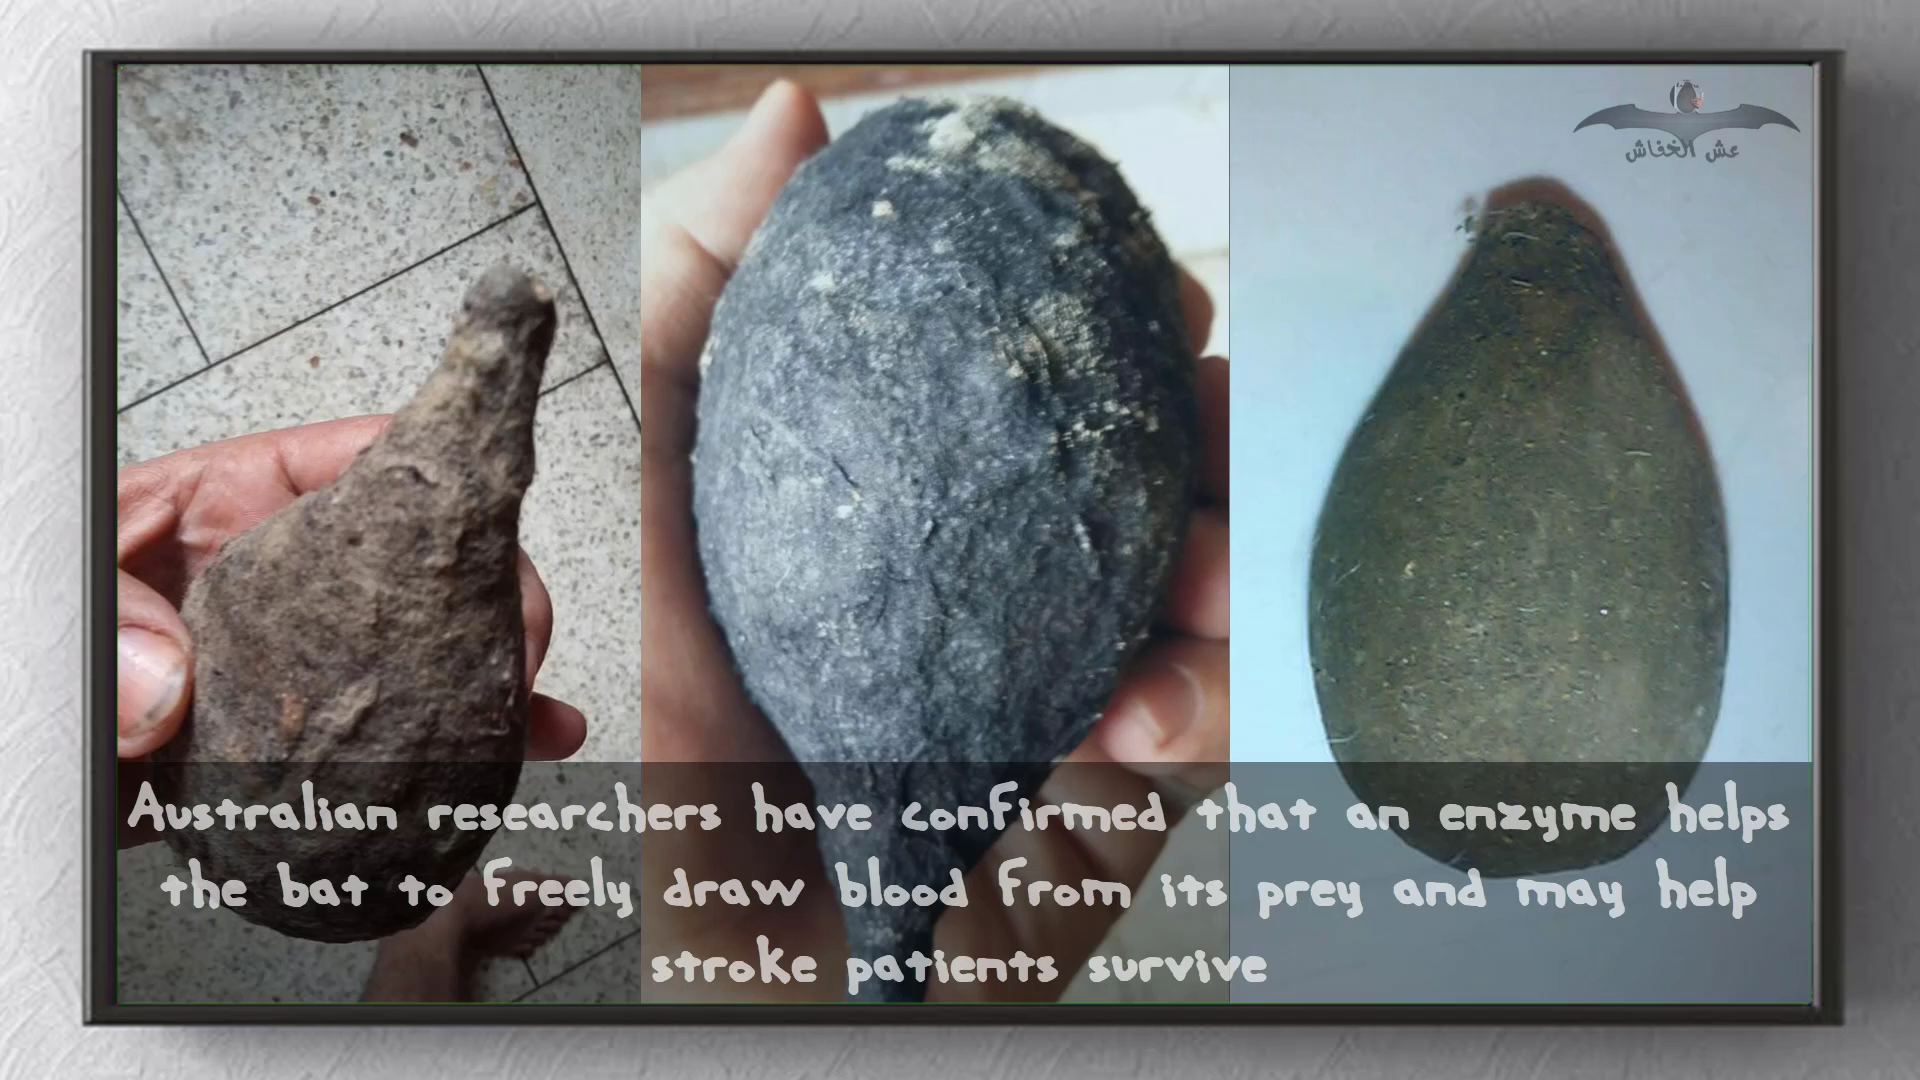 عش الخفاش
Australian researchers have confirmed that an enzyme helps
the bat to freely draw blood from its prey and may help
stroke patients survive